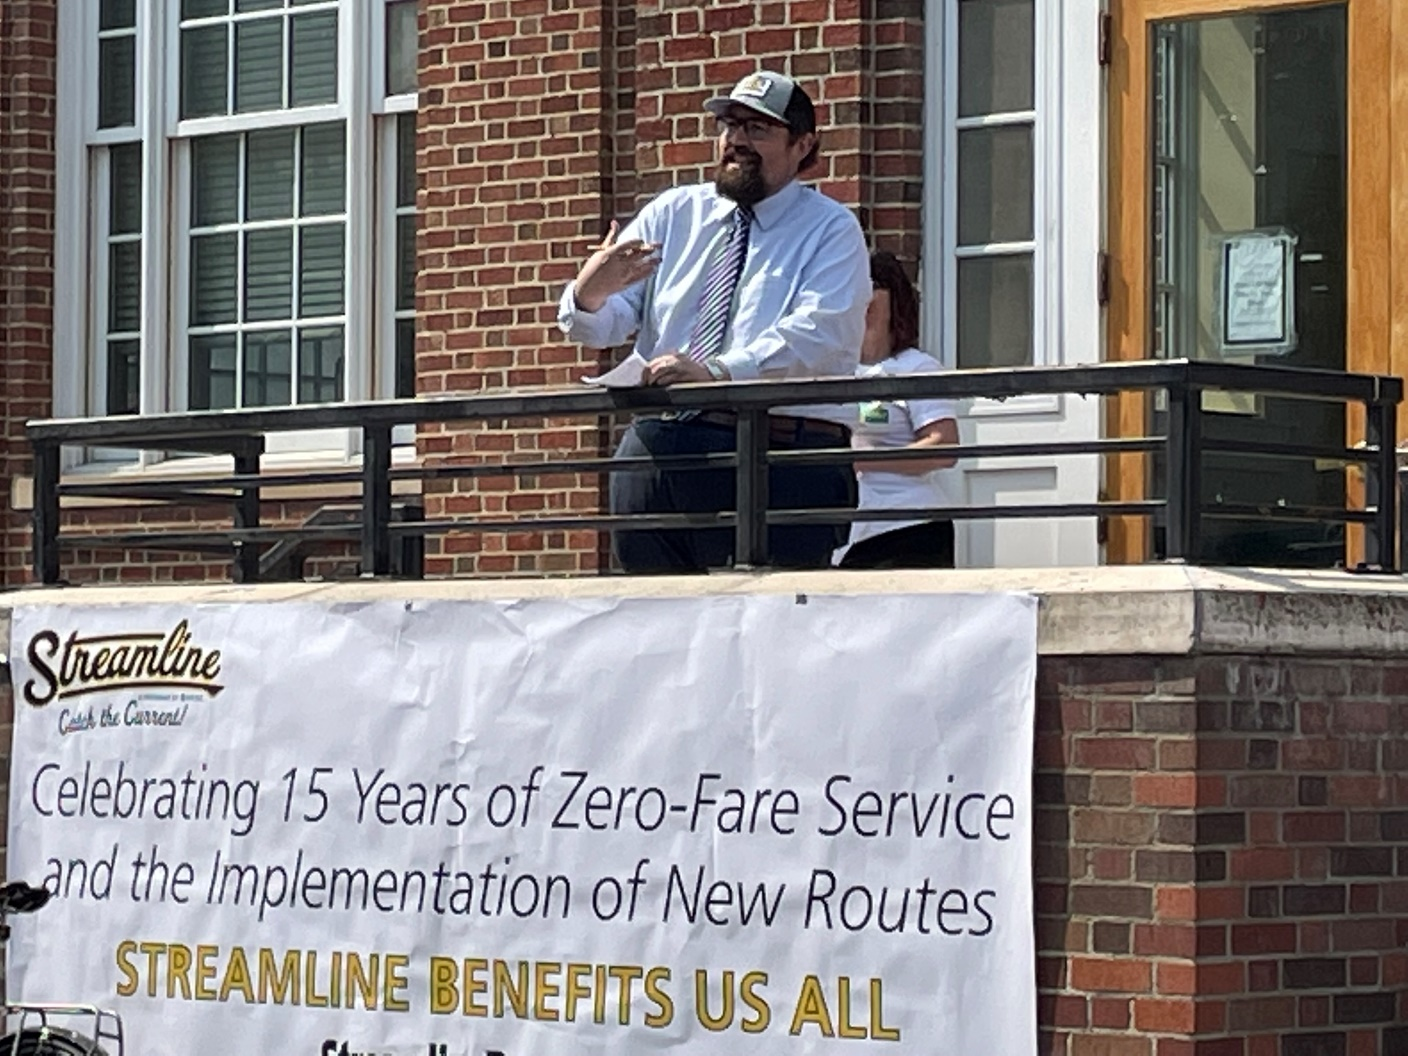 Streamline
Catch the Current!
Celebrating 15 Years of Zero-Fare Service
and the Implementation of New Routes
STREAMLINE BENEFITS US ALL